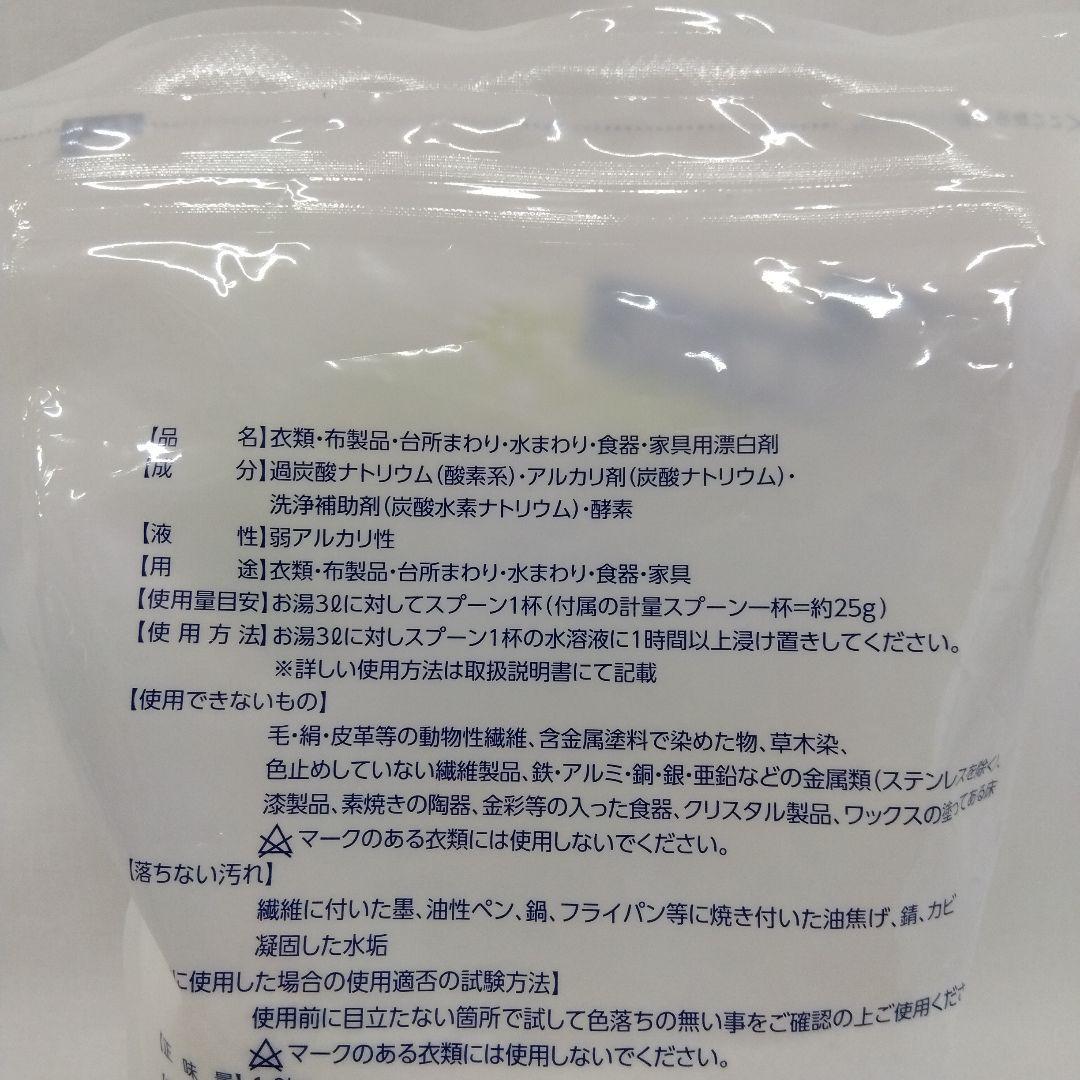 【品　名】衣類・布製品・台所まわり・水まわり・食器・家具用漂白剤
【成　分】過炭酸ナトリウム(酸素系)・アルカリ剤(炭酸ナトリウム)・
洗浄補助剤(炭酸水素ナトリウム)・酵素
【液　性】弱アルカリ性
【用　途】衣類・布製品・台所まわり・水まわり・食器・家具
【使用量目安】お湯3ℓに対してスプーン1杯(付属の計量スプーン一杯＝約25g)
【使用方法】お湯3ℓに対しスプーン1杯の水溶液に1時間以上浸け置きしてください。
※詳しい使用方法は取扱説明書にて記載
【使用できないもの】
毛・絹・皮革等の動物性繊維、含金属塗料で染めた物、草木染、
色止めしていない繊維製品、鉄・アルミ・銅・銀・亜鉛などの金属類(ステンレスを除く)、
漆製品、素焼きの陶器、金彩等の入った食器、クリスタル製品、ワックスの塗ってある床
マークのある衣類には使用しないでください。
【落ちない汚れ】
繊維に付いた墨、油性ペン、鍋、フライパン等に焼き付いた油焦げ、錆、カビ
凝固した水垢
に使用した場合の使用適否の試験方法】
使用前に目立たない箇所で試して色落ちの無い事をご確認の上ご使用くださ
マークのある衣類には使用しないでください。
【正味量】